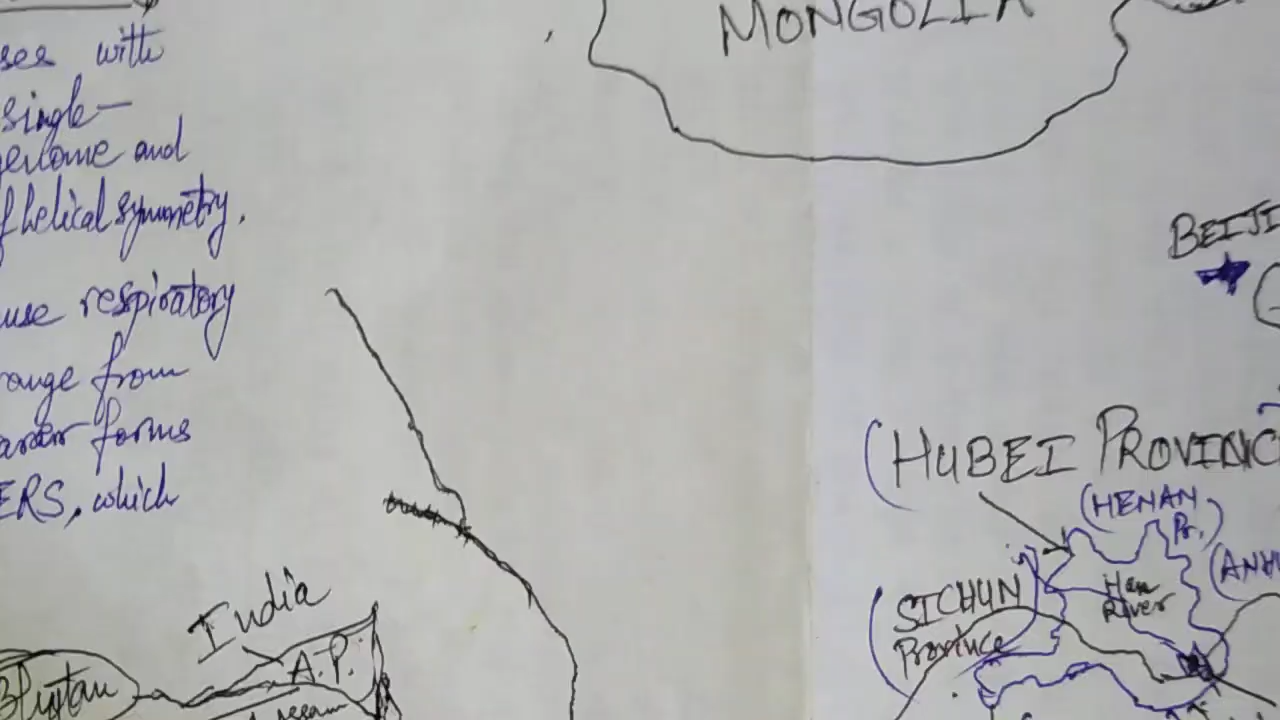 MONGOLIA
ses with
single-
genome and
f helical symmetry.
use respiratory
range from
forms
ERS, which
BEIJI
(HUBEI PROVINC
(HENAN
Pr.)
(ANH
SICHUN
Province
Han
River
India
A.P.
Assam